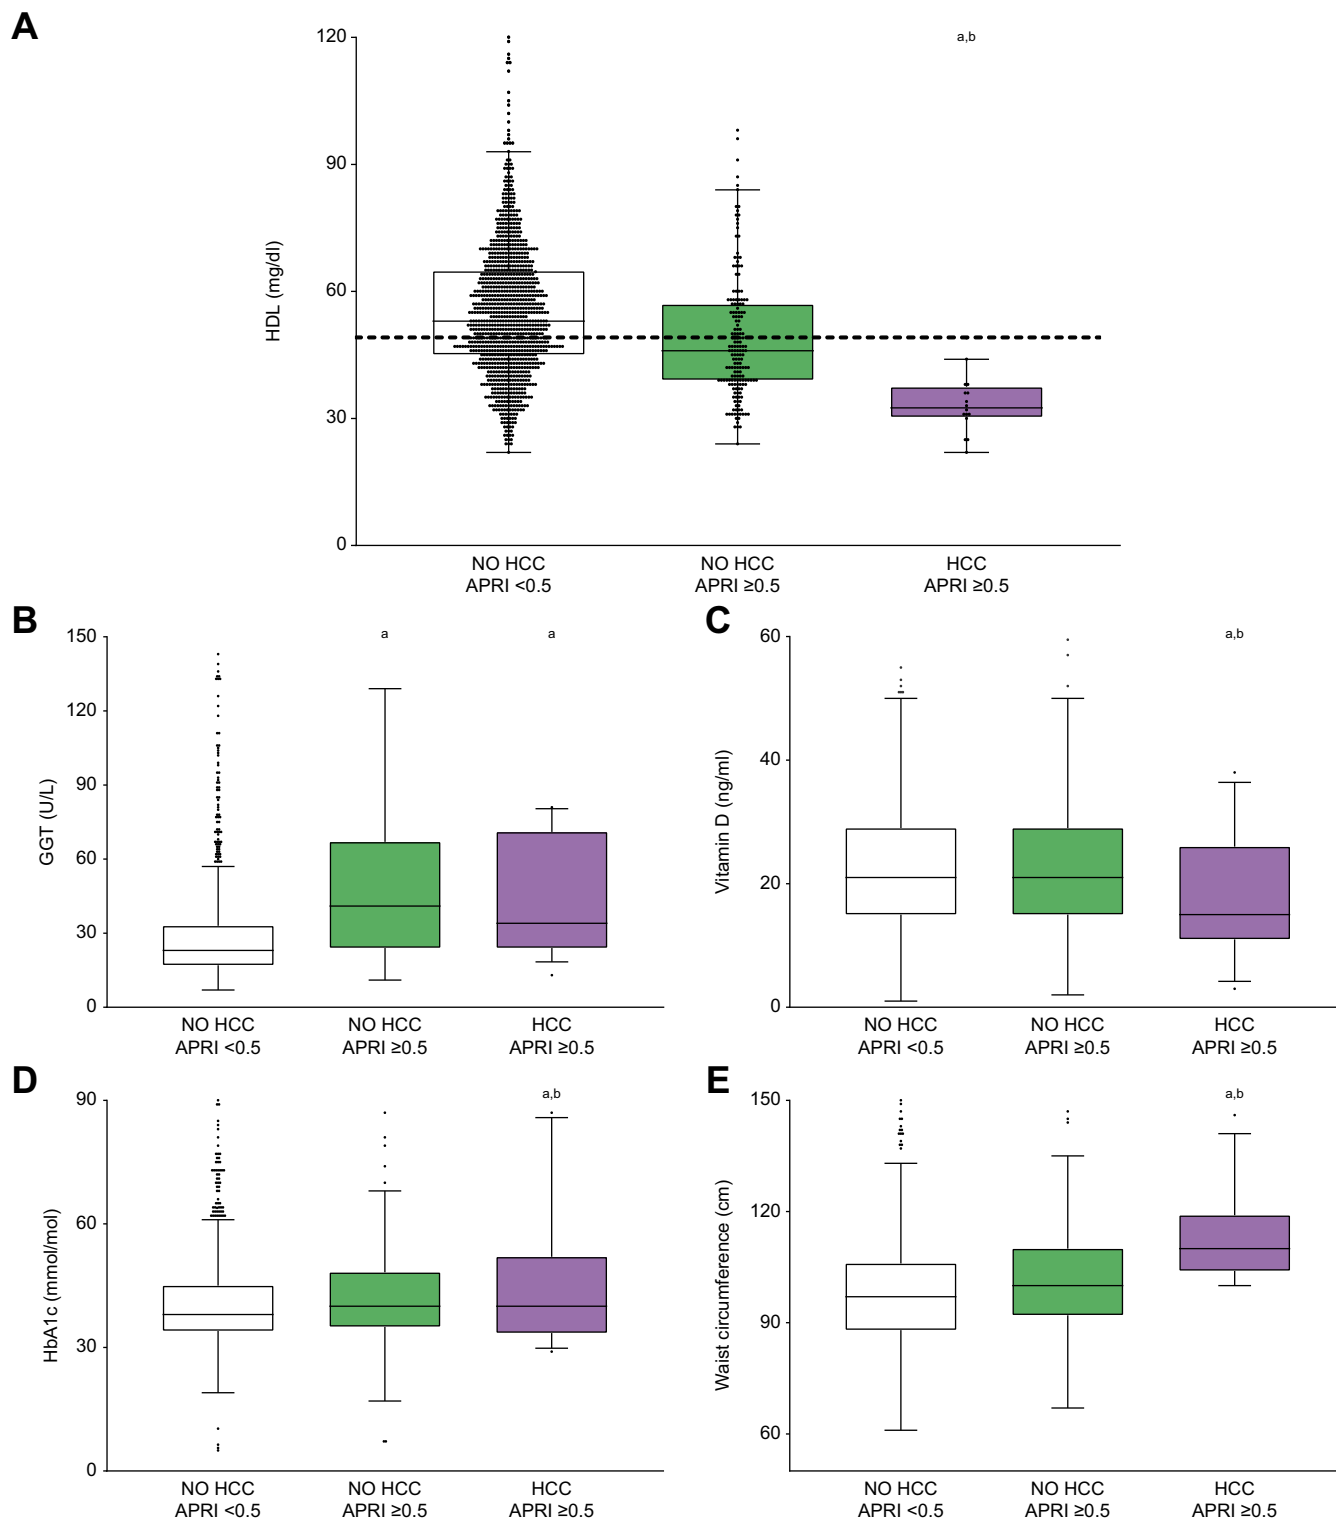 A
120
90
60
30
0
HDL (mg/dl)
a,b
NO HCC
APRI <0.5
NO HCC
APRI ≥0.5
HCC
APRI ≥0.5
B
150
120
90
60
30
0
GGT (U/L)
a
a
NO HCC
APRI <0.5
NO HCC
APRI ≥0.5
HCC
APRI ≥0.5
C
60
40
20
0
Vitamin D (ng/ml)
a,b
NO HCC
APRI <0.5
NO HCC
APRI ≥0.5
HCC
APRI ≥0.5
D
90
60
30
0
HbA1c (mmol/mol)
a,b
NO HCC
APRI <0.5
NO HCC
APRI ≥0.5
HCC
APRI ≥0.5
E
150
120
90
60
Waist circumference (cm)
a,b
NO HCC
APRI <0.5
NO HCC
APRI ≥0.5
HCC
APRI ≥0.5